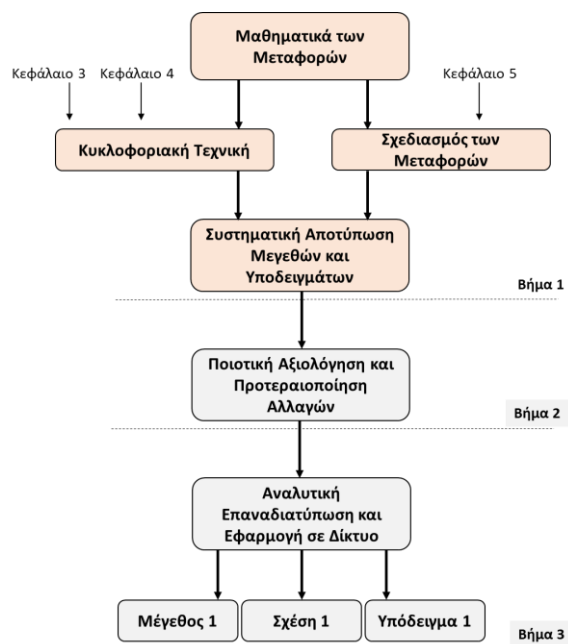 Μαθηματικά των
Μεταφορών
Κεφάλαιο 3
Κεφάλαιο 4
Κεφάλαιο 5
Κυκλοφοριακή Τεχνική
Σχεδιασμός των
Μεταφορών
Συστηματική Αποτύπωση
Μεγεθών και
Υποδειγμάτων
Βήμα 1
Ποιοτική Αξιολόγηση και
Προτεραιοποίηση
Αλλαγών
Βήμα 2
Αναλυτική
Επαναδιατύπωση και
Εφαρμογή σε Δίκτυο
Μέγεθος 1
Σχέση 1
Υπόδειγμα 1
Βήμα 3